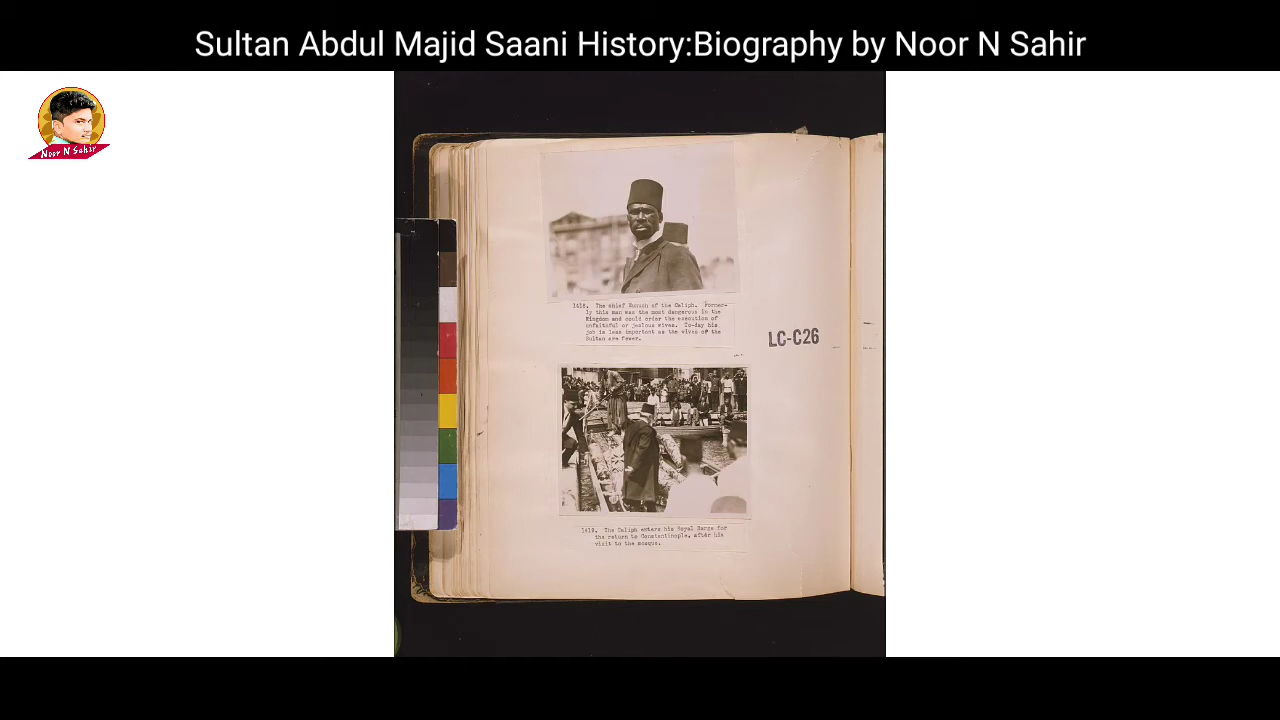 Sultan Abdul Majid Saani History:Biography by Noor N Sahir
Noor N Sahir
1418. The chief Eunuch of the Caliph. Former-
ly this man was the most dangerous in the
Kingdom and could order the execution of
unfaithful or jealous wives. To-day his
job is less important as the wives of the
Sultan are fewer.
LC-C26
1419. The Caliph enters his Royal Barge for
the return to Constantinople, after his
visit to the mosque.